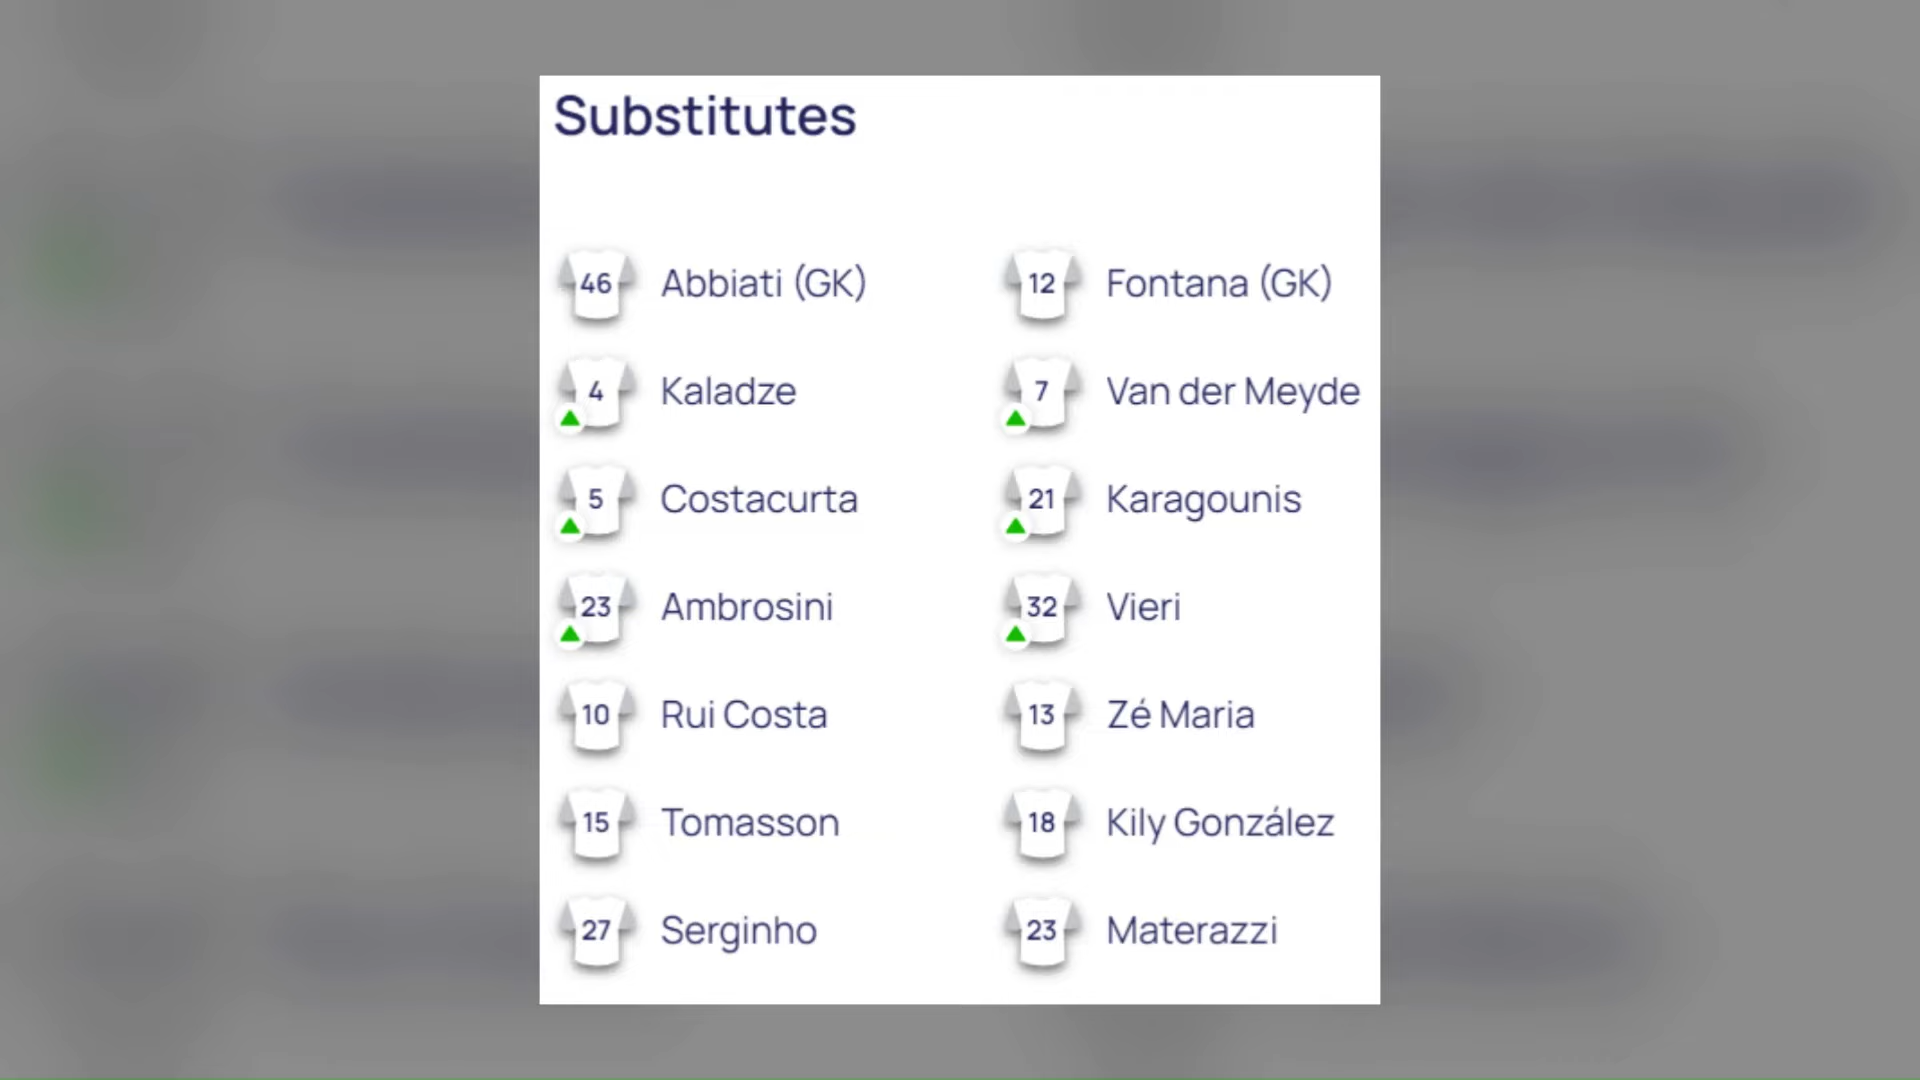 Substitutes
46 Abbiati (GK) 12 Fontana (GK)
4 Kaladze 7 Van der Meyde
5 Costacurta 21 Karagounis
23 Ambrosini 32 Vieri
10 Rui Costa 13 Zé Maria
15 Tomasson 18 Kily González
27 Serginho 23 Materazzi